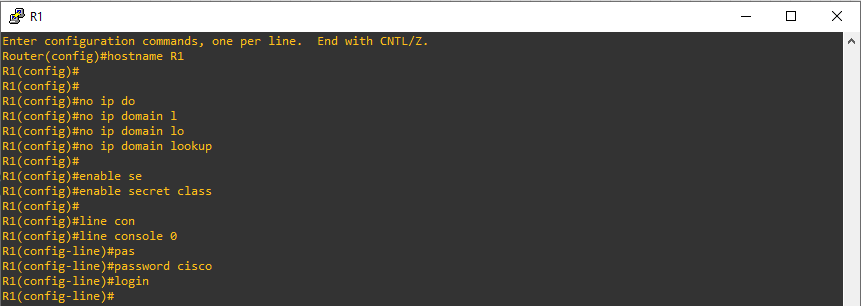 R1
Enter configuration commands, one per line.  End with CNTL/Z.
Router(config)#hostname R1
R1(config)#
R1(config)#
R1(config)#no ip do
R1(config)#no ip domain l
R1(config)#no ip domain lo
R1(config)#no ip domain lookup
R1(config)#
R1(config)#enable se
R1(config)#enable secret class
R1(config)#
R1(config)#line con
R1(config)#line console 0
R1(config-line)#pas
R1(config-line)#password cisco
R1(config-line)#login
R1(config-line)#